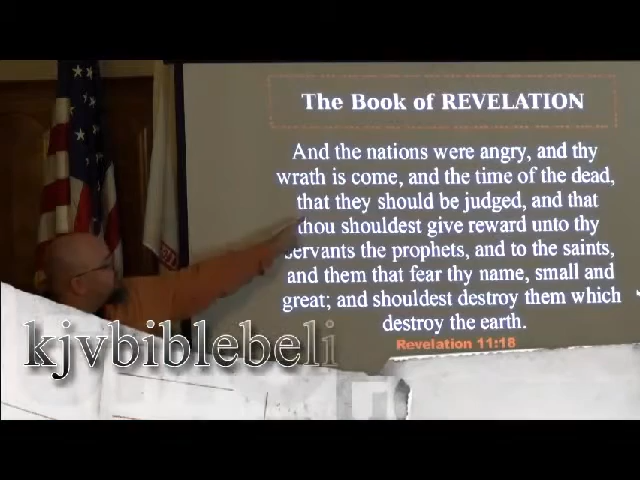 The Book of REVELATION
And the nations were angry, and thy
wrath is come, and the time of the dead,
that they should be judged, and that
thou shouldest give reward unto thy
servants the prophets, and to the saints,
and them that fear thy name, small and
great; and shouldest destroy them which
destroy the earth.
Revelation 11:18
kjvbiblebeli